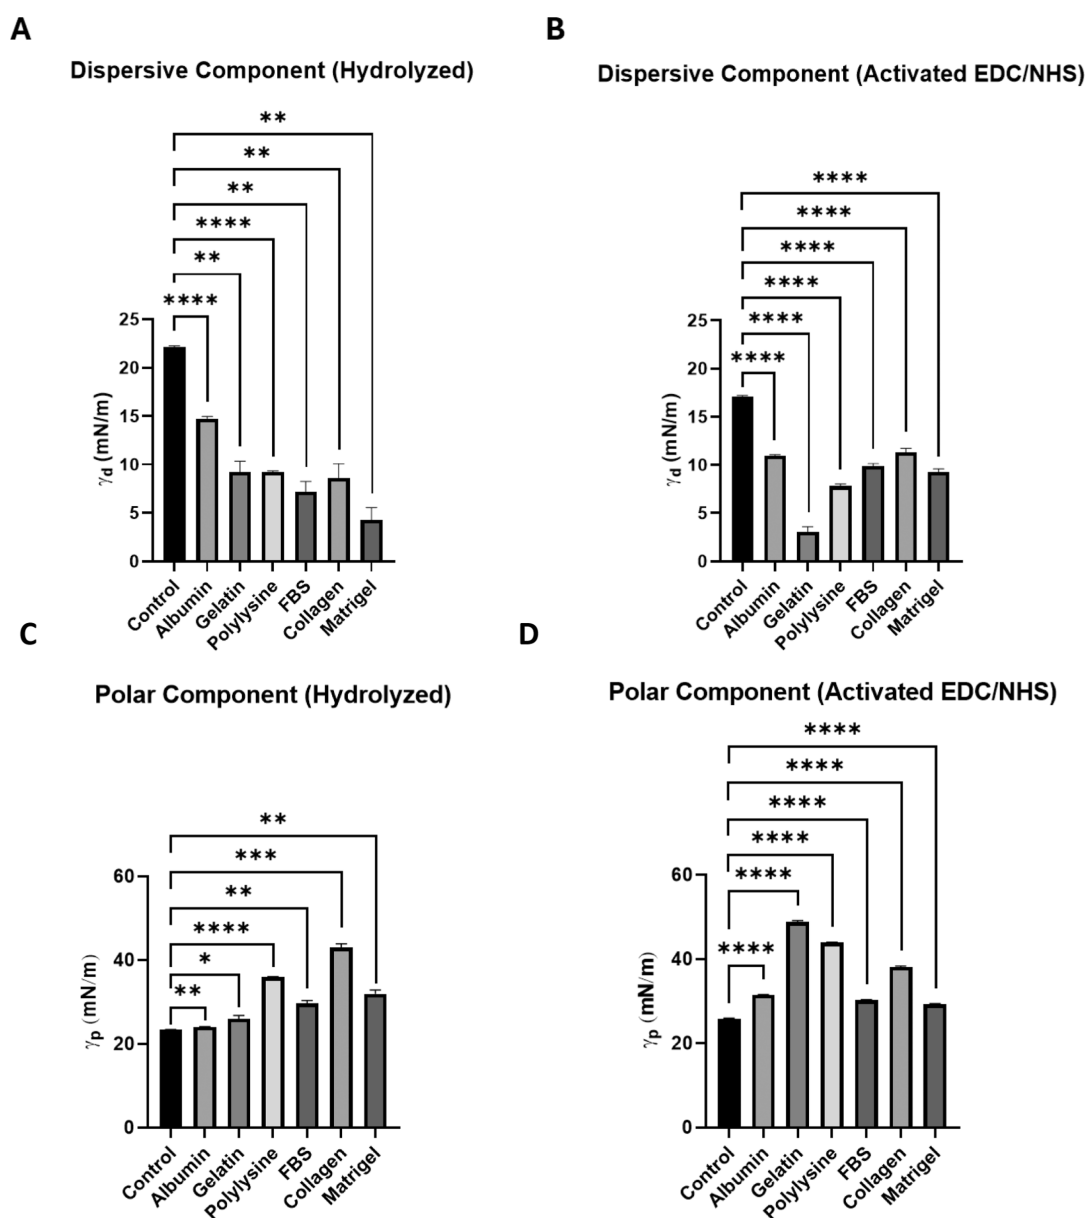 A
Dispersive Component (Hydrolyzed)
**
**
**
****
**
****
25
20
15
10
5
0
γd (mN/m)
Control
Albumin
Gelatin
Polylysine
FBS
Collagen
Matrigel
B
Dispersive Component (Activated EDC/NHS)
****
****
****
****
****
****
25
20
15
10
5
0
γd (mN/m)
Control
Albumin
Gelatin
Polylysine
FBS
Collagen
Matrigel
C
Polar Component (Hydrolyzed)
**
***
**
****
*
**
60
40
20
0
γp (mN/m)
Control
Albumin
Gelatin
Polylysine
FBS
Collagen
Matrigel
D
Polar Component (Activated EDC/NHS)
****
****
****
****
****
****
60
40
20
0
γp (mN/m)
Control
Albumin
Gelatin
Polylysine
FBS
Collagen
Matrigel